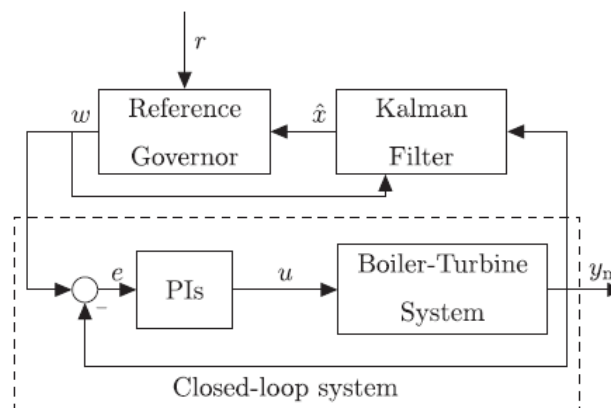 r
w
Reference
Governor
x̂
Kalman
Filter
e
–
PIs
u
Boiler-Turbine
System
Closed-loop system